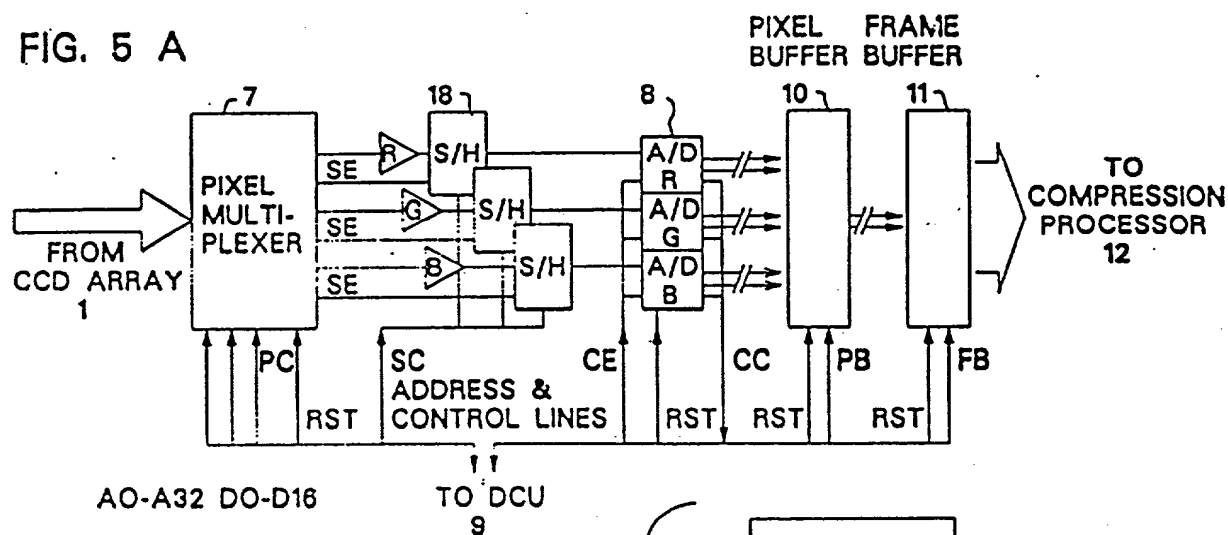 FIG. 5 A
PIXEL BUFFER
FRAME BUFFER
7
18
8
10
11
PIXEL MULTI-PLEXER
FROM CCD ARRAY
1
R
SE
S/H
G
SE
S/H
B
SE
S/H
A/D
R
A/D
G
A/D
B
TO COMPRESSION PROCESSOR
12
PC
SC
CE
CC
PB
FB
ADDRESS & CONTROL LINES
RST
RST
RST
RST
AO-A32 DO-D16
TO DCU
9